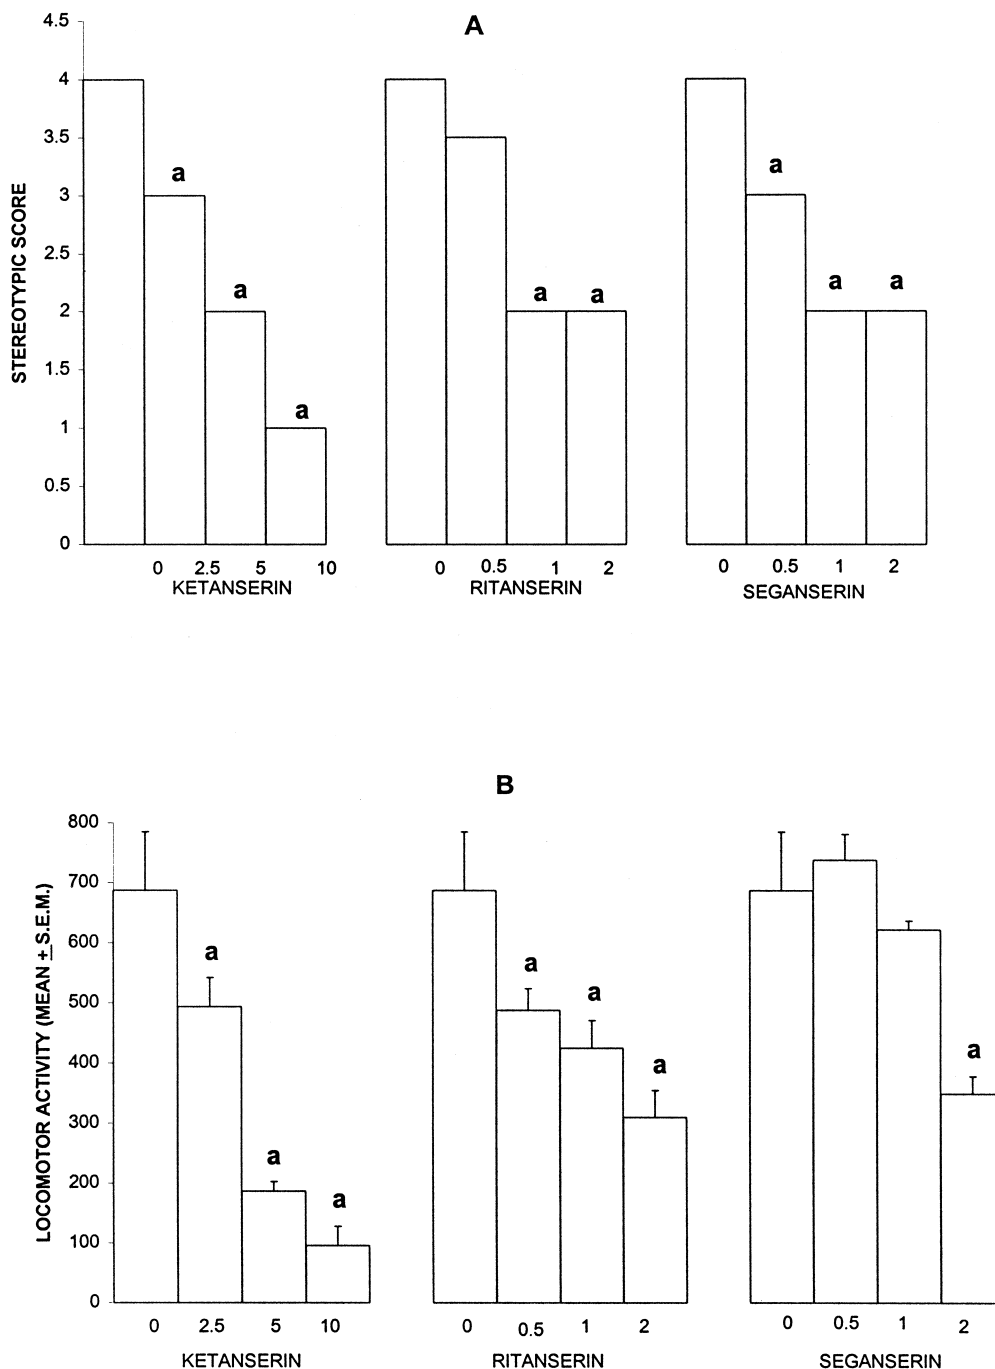 A
4.5
4
3.5
3
2.5
2
1.5
1
0.5
0
STEREOTYPIC SCORE
a
a
a
a
a
a
a
a
0 2.5 5 10
0 0.5 1 2
0 0.5 1 2
KETANSERIN
RITANSERIN
SEGANSERIN
B
800
700
600
500
400
300
200
100
0
LOCOMOTOR ACTIVITY (MEAN ± S.E.M.)
a
a
a
a
a
a
a
0 2.5 5 10
0 0.5 1 2
0 0.5 1 2
KETANSERIN
RITANSERIN
SEGANSERIN